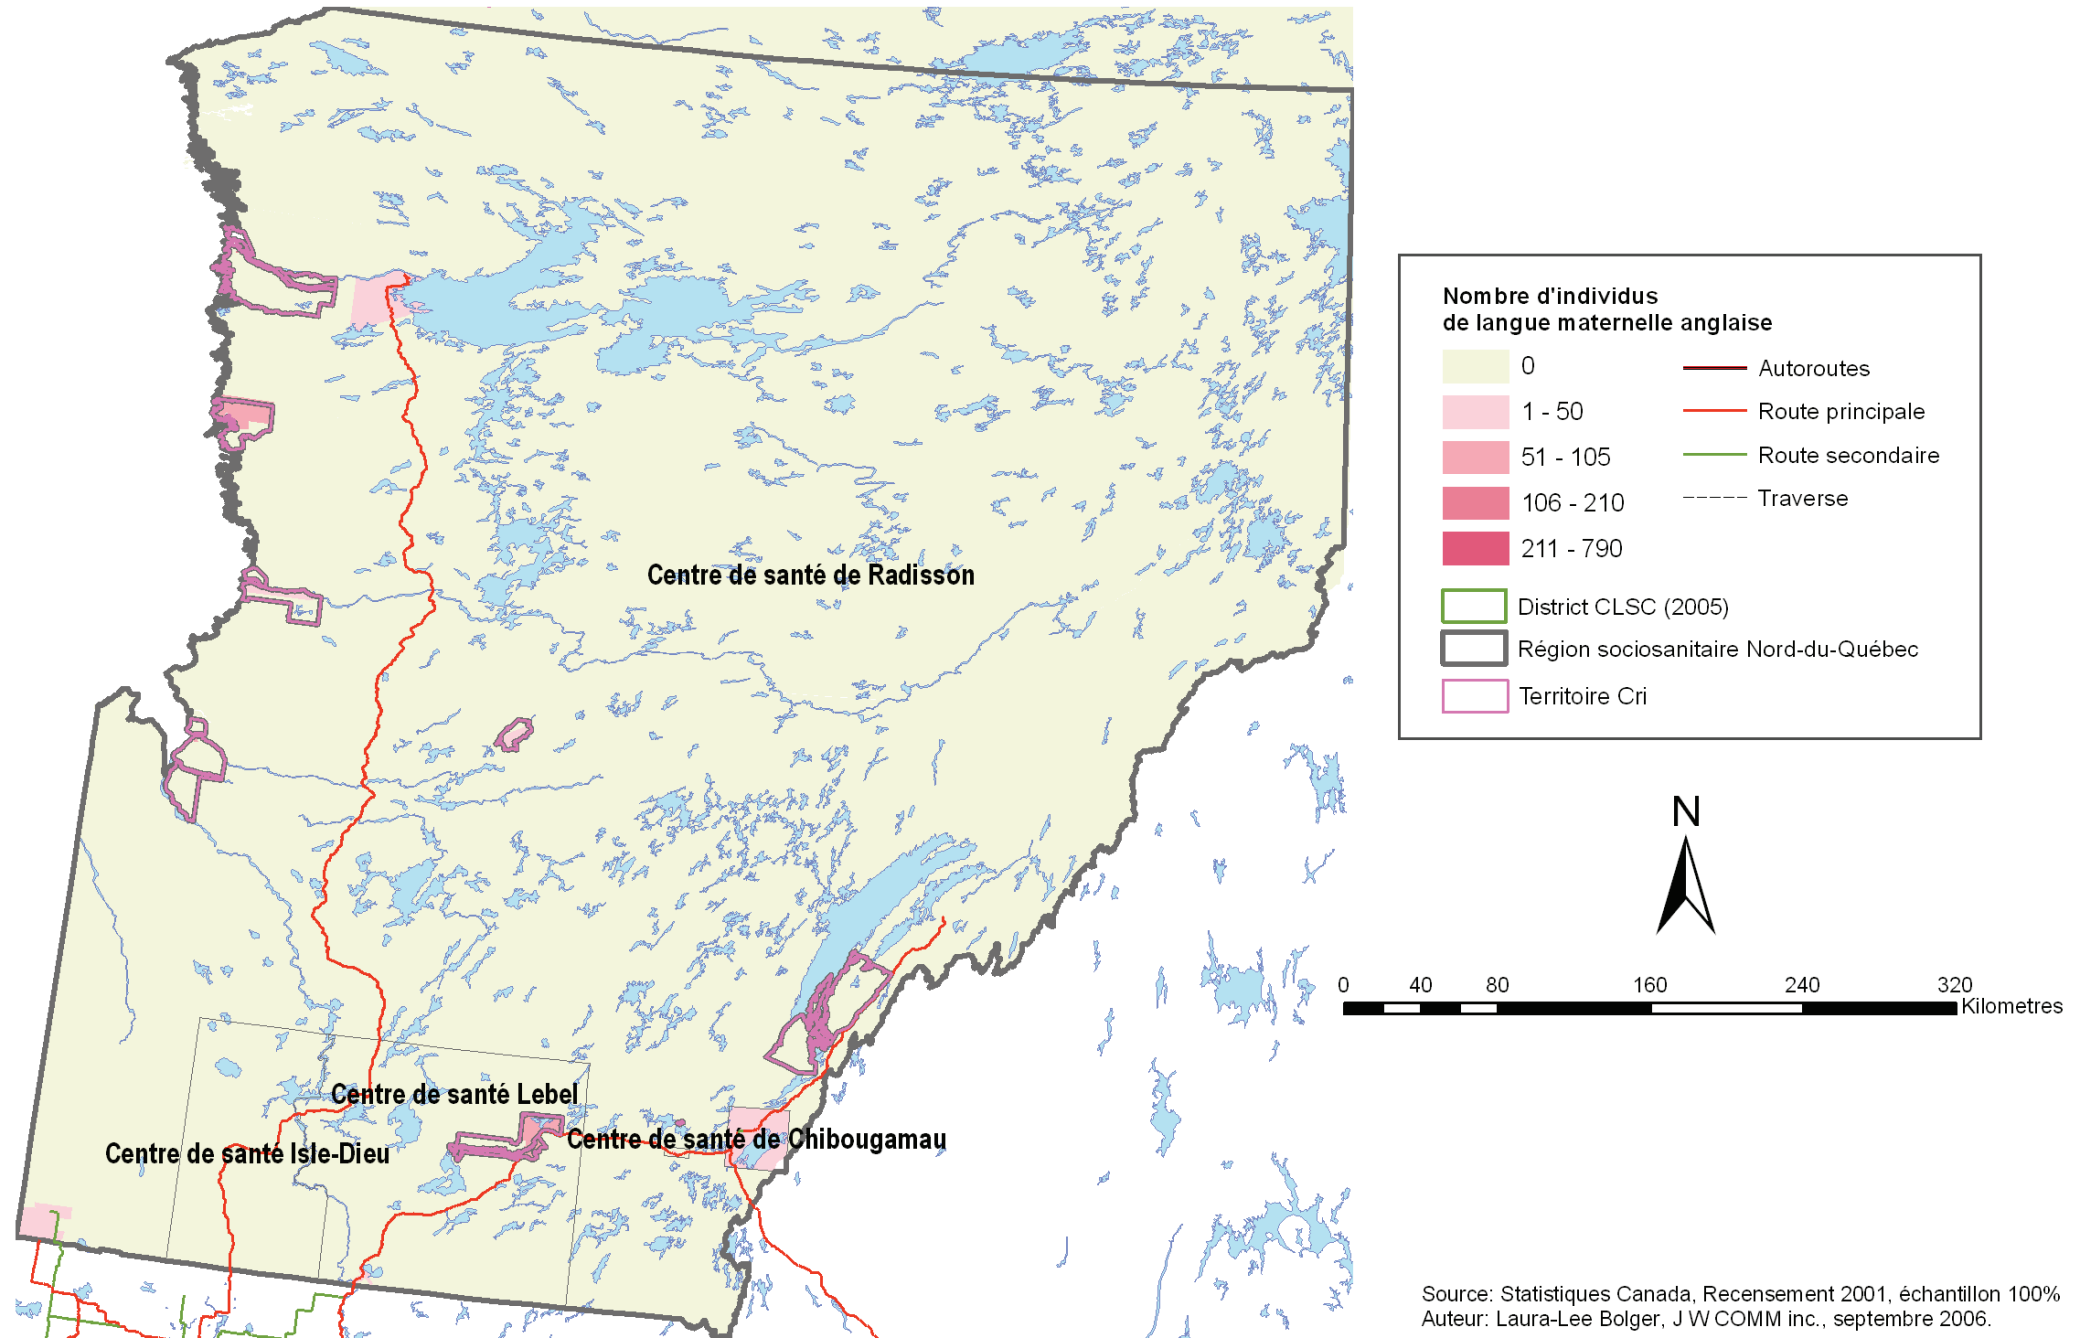 Centre de santé de Radisson
Centre de santé Lebel
Centre de santé Isle-Dieu
Centre de santé de Chibougamau
Nombre d'individus
de langue maternelle anglaise
0
1 - 50
51 - 105
106 - 210
211 - 790
Autoroutes
Route principale
Route secondaire
Traverse
District CLSC (2005)
Région sociosanitaire Nord-du-Québec
Territoire Cri
N
0 40 80 160 240 320
Kilometres
Source: Statistiques Canada, Recensement 2001, échantillon 100%
Auteur: Laura-Lee Bolger, J W COMM inc., septembre 2006.